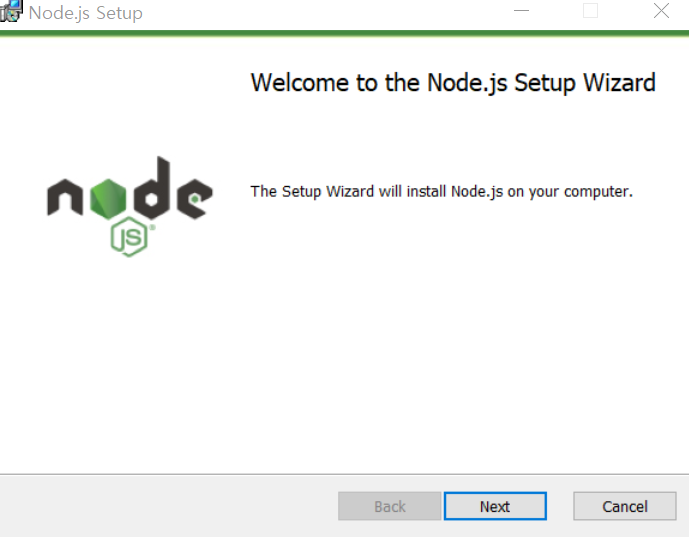 Node.js Setup
Welcome to the Node.js Setup Wizard
node
JS
The Setup Wizard will install Node.js on your computer.
Back
Next
Cancel